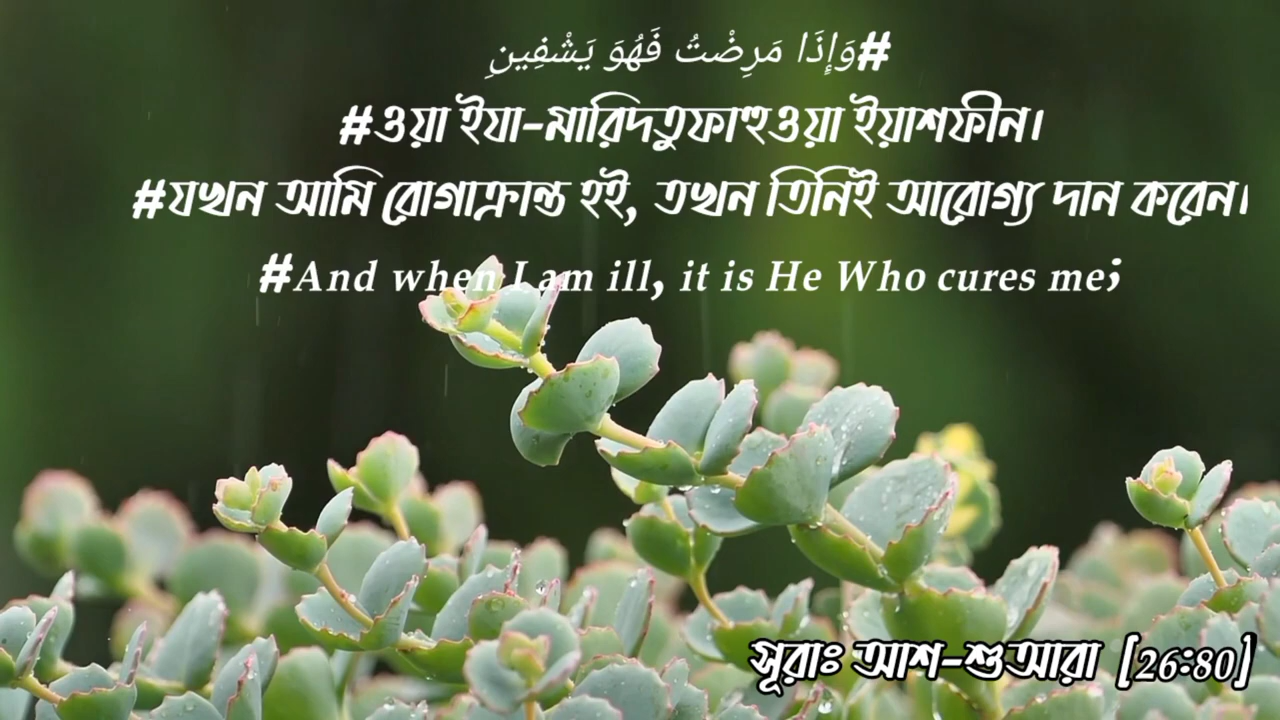 #وَإِذَا مَرِضْتُ فَهُوَ يَشْفِينِ
#ওয়া ইযা-মারিদতুফাহুওয়া ইয়াশফীন।
#যখন আমি রোগাক্রান্ত হই, তখন তিনিই আরোগ্য দান করেন।
#And when I am ill, it is He Who cures me;
সূরাঃ আশ-শুআরা [26:80]